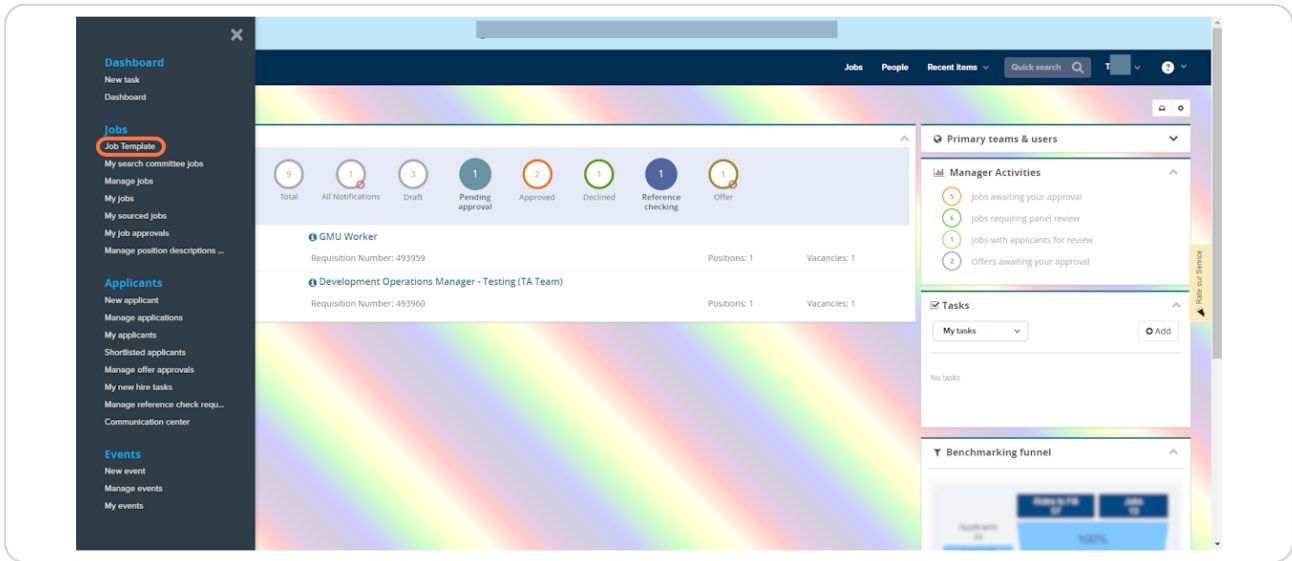 Dashboard
New task
Dashboard
Jobs
Job Template
My search committee jobs
Manage jobs
My jobs
My sourced jobs
My job approvals
Manage position descriptions ...
Applicants
New applicant
Manage applications
My applicants
Shortlisted applicants
Manage offer approvals
My new hire tasks
Manage reference check requ...
Communication center
Events
New event
Manage events
My events
Jobs People Recent items Quick search T ?
9 1 3 1 2 1 1 1
Total All Notifications Draft Pending approval Approved Declined Reference checking Offer
GMU Worker
Requisition Number: 493959 Positions: 1 Vacancies: 1
Development Operations Manager - Testing (TA Team)
Requisition Number: 493960 Positions: 1 Vacancies: 1
Primary teams & users
Manager Activities
5 Jobs awaiting your approval
6 Jobs requiring panel review
1 Jobs with applicants for review
2 Offers awaiting your approval
Rate our Service
Tasks
My tasks Add
No tasks
Benchmarking funnel
Jobs
Applicants
24
100%